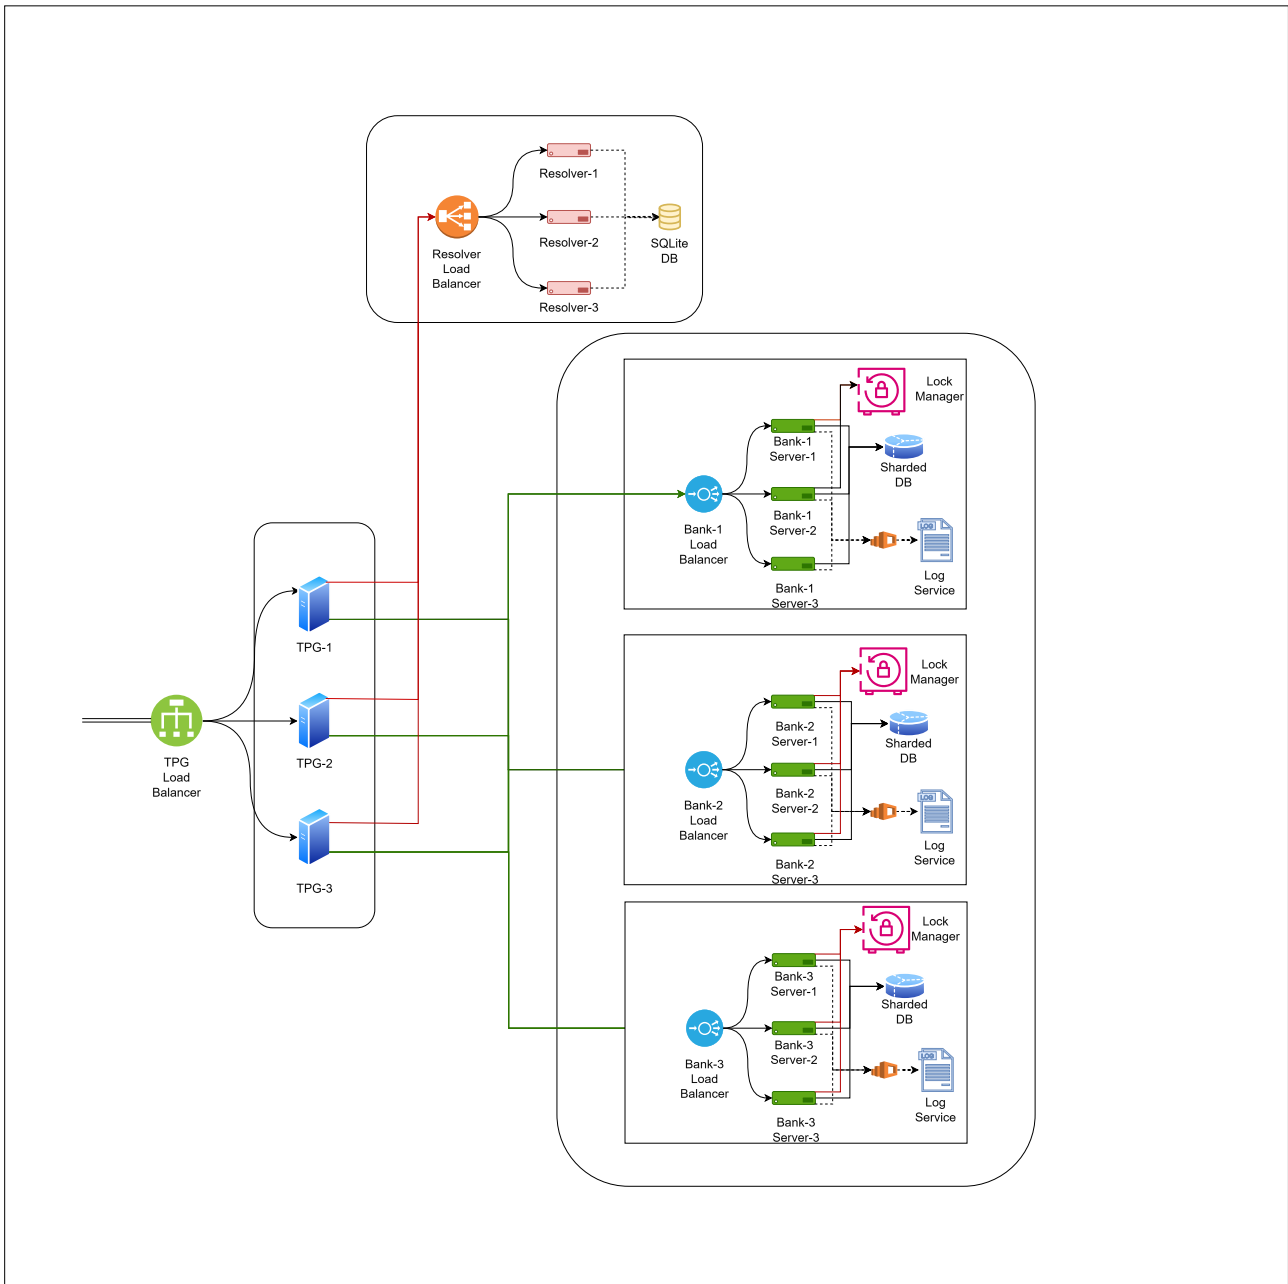 Resolver-1
Resolver-2
Resolver-3
Resolver
Load
Balancer
SQLite
DB
Lock
Manager
Bank-1
Server-1
Sharded
DB
Bank-1
Server-2
Bank-1
Load
Balancer
LOG
Log
Service
Bank-1
Server-3
TPG-1
TPG-2
TPG-3
TPG
Load
Balancer
Lock
Manager
Bank-2
Server-1
Sharded
DB
Bank-2
Server-2
Bank-2
Load
Balancer
LOG
Log
Service
Bank-2
Server-3
Lock
Manager
Bank-3
Server-1
Sharded
DB
Bank-3
Server-2
Bank-3
Load
Balancer
LOG
Log
Service
Bank-3
Server-3